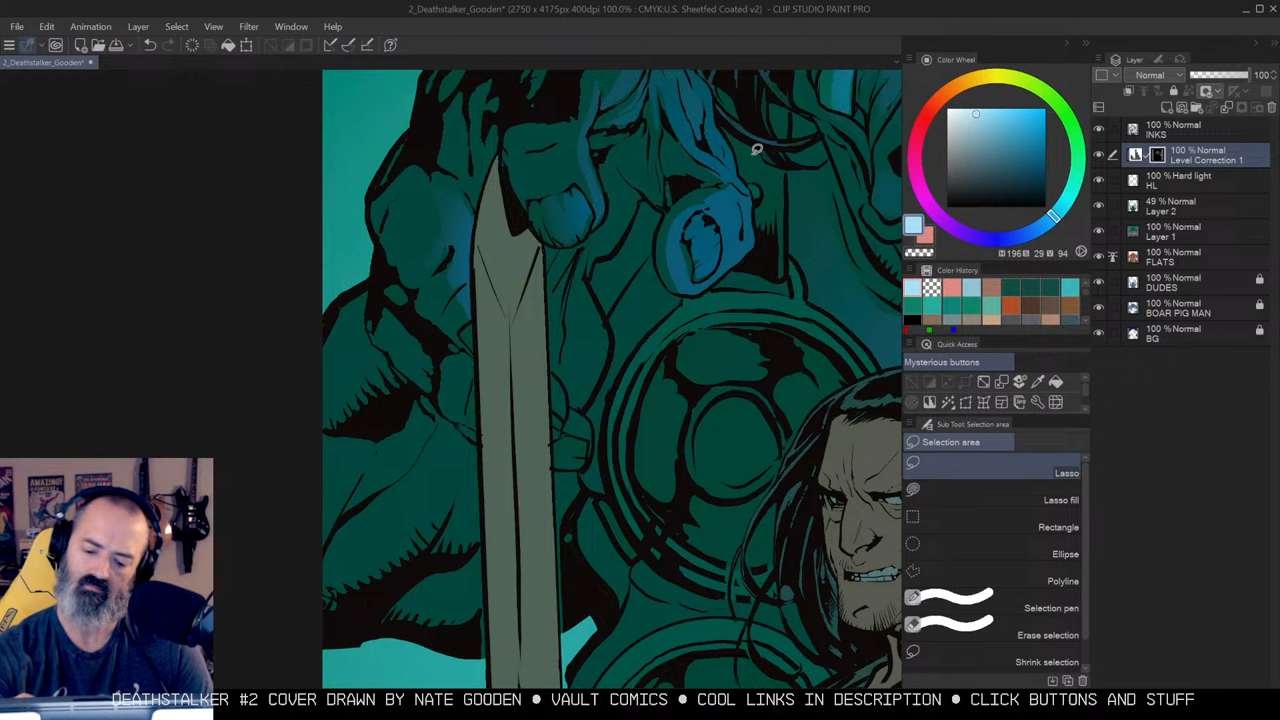 2_Deathstalker_Gooden* (2750 x 4175px 400dpi 100.0% : CMYK:U.S. Sheetfed Coated v2) - CLIP STUDIO PAINT PRO
File Edit Animation Layer Select View Filter Window Help
2_Deathstalker_Gooden*
Color Wheel
H 196 S 29 V 94
Color History
Quick Access
Mysterious buttons
Sub Tool: Selection area
Selection area
Lasso
Lasso fill
Rectangle
Ellipse
Polyline
Selection pen
Erase selection
Shrink selection
Layer
Normal 100
100 % Normal
INKS
100 % Normal
Level Correction 1
100 % Hard light
HL
49 % Normal
Layer 2
100 % Normal
Layer 1
100 % Normal
FLATS
100 % Normal
DUDES
100 % Normal
BOAR PIG MAN
100 % Normal
BG
AMAZING
DEATHSTALKER #2 COVER DRAWN BY NATE GOODEN ● VAULT COMICS ● COOL LINKS IN DESCRIPTION ● CLICK BUTTONS AND STUFF